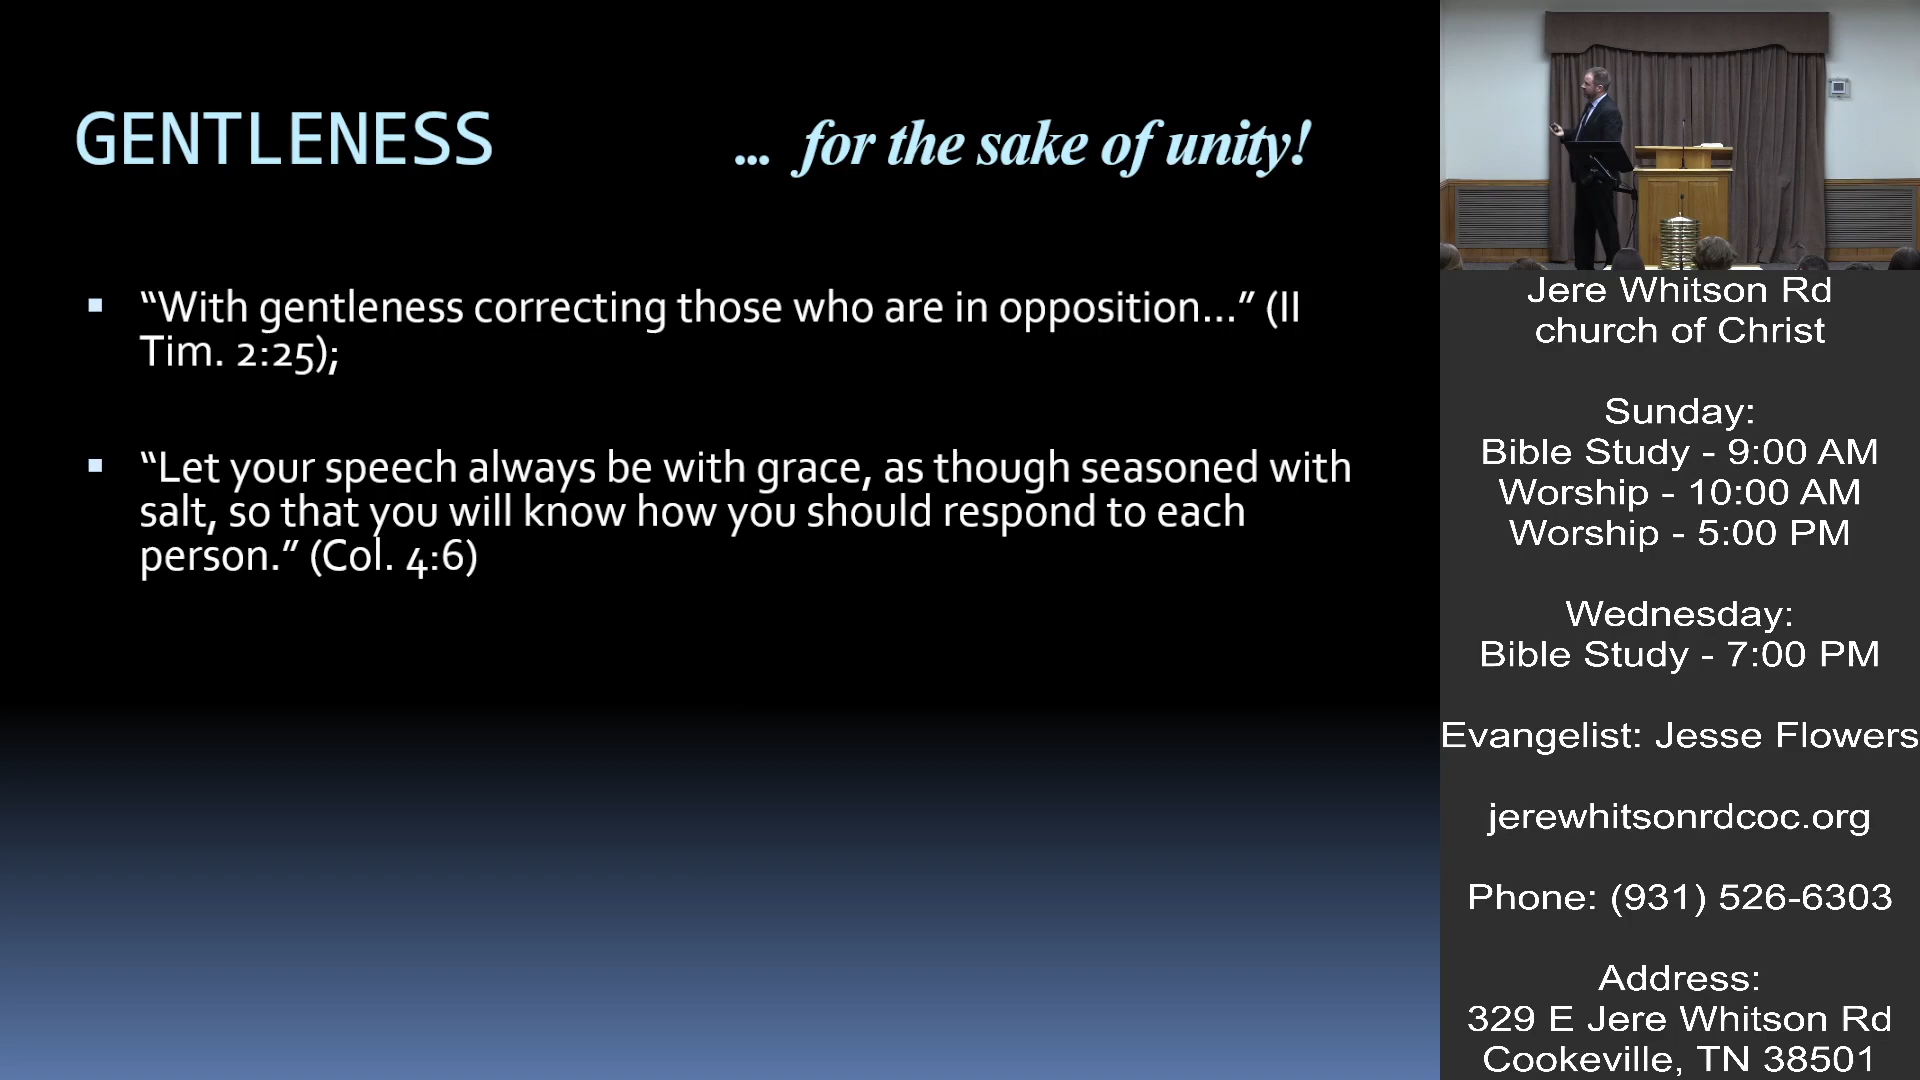 GENTLENESS ... for the sake of unity!
“With gentleness correcting those who are in opposition...” (II
Tim. 2:25);
“Let your speech always be with grace, as though seasoned with
salt, so that you will know how you should respond to each
person.” (Col. 4:6)
Jere Whitson Rd
church of Christ
Sunday:
Bible Study - 9:00 AM
Worship - 10:00 AM
Worship - 5:00 PM
Wednesday:
Bible Study - 7:00 PM
Evangelist: Jesse Flowers
jerewhitsonrdcoc.org
Phone: (931) 526-6303
Address:
329 E Jere Whitson Rd
Cookeville, TN 38501